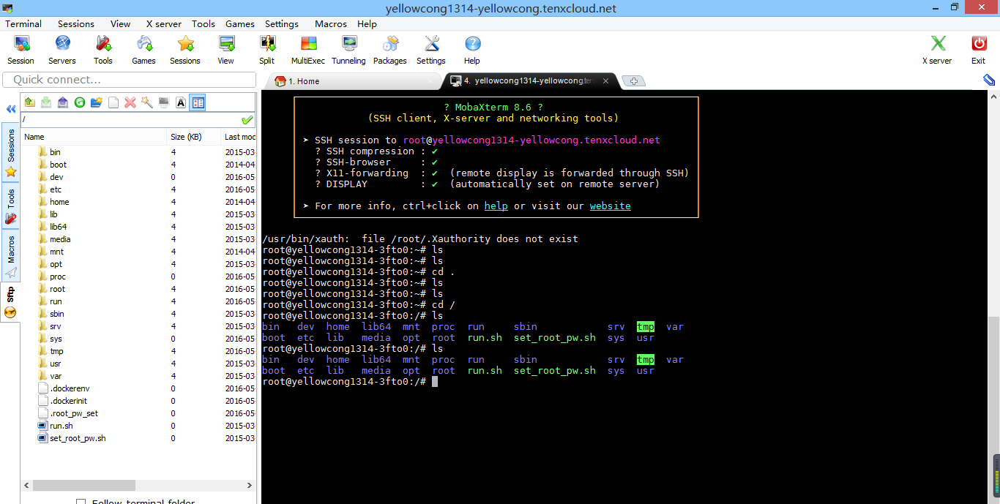 yellowcong1314-yellowcong.tenxcloud.net
Terminal Sessions View X server Tools Games Settings Macros Help
Session Servers Tools Games Sessions View Split MultiExec Tunneling Packages Settings Help X server Exit
Quick connect...
1. Home
4. yellowcong1314-yellowcong.ten
Sessions
Tools
Macros
Sftp
/
Name Size (KB) Last mod
bin 4 2015-03
boot 4 2014-04
dev 0 2016-05
etc 4 2016-05
home 4 2014-04
lib 4 2015-03
lib64 4 2015-03
media 4 2015-03
mnt 4 2014-04
opt 4 2015-03
proc 0 2016-05
root 4 2016-05
run 4 2016-05
sbin 4 2015-03
srv 4 2015-03
sys 0 2016-05
tmp 4 2016-05
usr 4 2015-03
var 4 2015-03
.dockerenv 0 2016-05
.dockerinit 0 2016-05
.root_pw_set 0 2016-05
run.sh 0 2015-03
set_root_pw.sh 0 2015-03
Follow terminal folder
? MobaXterm 8.6 ?
(SSH client, X-server and networking tools)
➤ SSH session to root@yellowcong1314-yellowcong.tenxcloud.net
? SSH compression : ✔
? SSH-browser : ✔
? X11-forwarding : ✔ (remote display is forwarded through SSH)
? DISPLAY : ✔ (automatically set on remote server)
➤ For more info, ctrl+click on help or visit our website
/usr/bin/xauth: file /root/.Xauthority does not exist
root@yellowcong1314-3fto0:~# ls
root@yellowcong1314-3fto0:~# ls
root@yellowcong1314-3fto0:~# cd .
root@yellowcong1314-3fto0:~# ls
root@yellowcong1314-3fto0:~# ls
root@yellowcong1314-3fto0:~# cd /
root@yellowcong1314-3fto0:/# ls
bin dev home lib64 mnt proc run sbin srv tmp var
boot etc lib media opt root run.sh set_root_pw.sh sys usr
root@yellowcong1314-3fto0:/# ls
bin dev home lib64 mnt proc run sbin srv tmp var
boot etc lib media opt root run.sh set_root_pw.sh sys usr
root@yellowcong1314-3fto0:/#